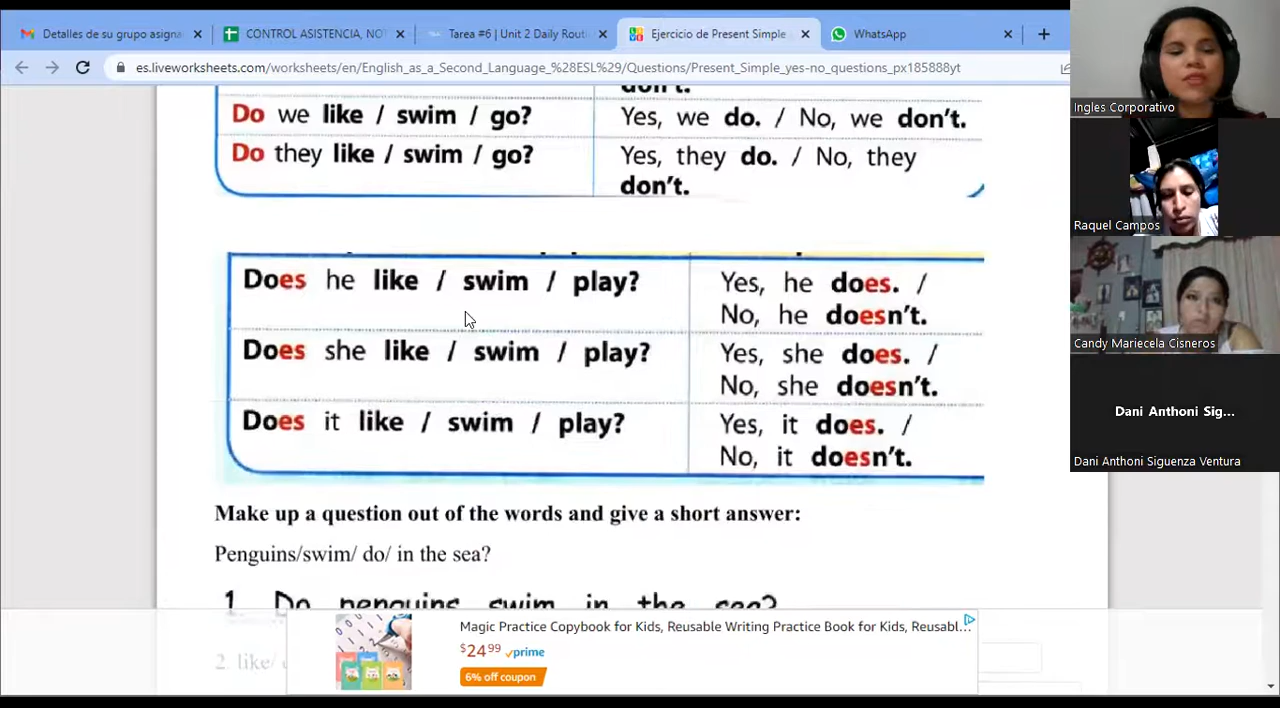 Detalles de su grupo asigna
CONTROL ASISTENCIA, NOT
Tarea #6 | Unit 2 Daily Routi
Ejercicio de Present Simple
WhatsApp
es.liveworksheets.com/worksheets/en/English_as_a_Second_Language_%28ESL%29/Questions/Present_Simple_yes-no_questions_px185888yt
don't.
Do we like / swim / go?
Yes, we do. / No, we don't.
Do they like / swim / go?
Yes, they do. / No, they
don't.
Does he like / swim / play?
Yes, he does. /
No, he doesn't.
Does she like / swim / play?
Yes, she does. /
No, she doesn't.
Does it like / swim / play?
Yes, it does. /
No, it doesn't.
Make up a question out of the words and give a short answer:
Penguins/swim/ do/ in the sea?
1. Do penguins swim in the sea?
2. like/
Magic Practice Copybook for Kids, Reusable Writing Practice Book for Kids, Reusabl...
$24.99 prime
6% off coupon
Ingles Corporativo
Raquel Campos
Candy Mariecela Cisneros
Dani Anthoni Sig...
Dani Anthoni Siguenza Ventura